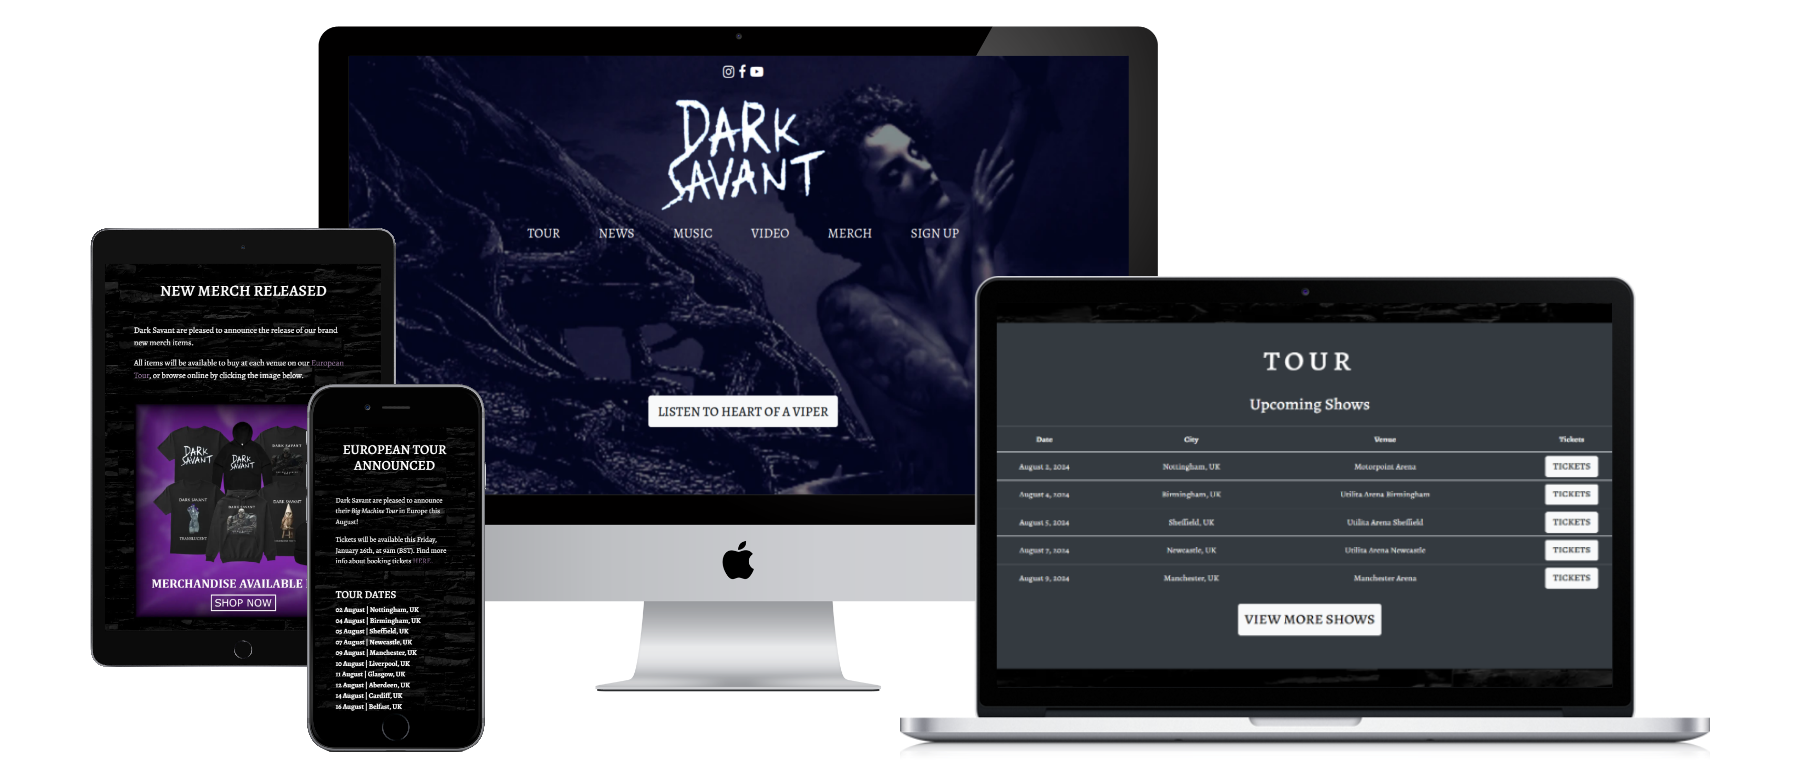 DARK
SAVANT
TOUR NEWS MUSIC VIDEO MERCH SIGN UP
LISTEN TO HEART OF A VIPER
NEW MERCH RELEASED
Dark Savant are pleased to announce the release of our brand
new merch items.
All items will be available to buy at each venue on our European
Tour, or browse online by clicking the image below.
DARK
SAVANT
DARK
SAVANT
DARK SAVANT
DARK SAVANT
DARK SAVANT
DARK SAVANT
TRANSLUCENT
MERCHANDISE AVAILABLE
SHOP NOW
EUROPEAN TOUR
ANNOUNCED
Dark Savant are pleased to announce
their Big Machine Tour in Europe this
August!
Tickets will be available this Friday,
January 26th, at 9am (BST). Find more
info about booking tickets HERE.
TOUR DATES
02 August | Nottingham, UK
04 August | Birmingham, UK
05 August | Sheffield, UK
07 August | Newcastle, UK
09 August | Manchester, UK
10 August | Liverpool, UK
11 August | Glasgow, UK
12 August | Aberdeen, UK
14 August | Cardiff, UK
16 August | Belfast, UK
TOUR
Upcoming Shows
Date City Venue Tickets
August 2, 2024 Nottingham, UK Motorpoint Arena TICKETS
August 4, 2024 Birmingham, UK Utilita Arena Birmingham TICKETS
August 5, 2024 Sheffield, UK Utilita Arena Sheffield TICKETS
August 7, 2024 Newcastle, UK Utilita Arena Newcastle TICKETS
August 9, 2024 Manchester, UK Manchester Arena TICKETS
VIEW MORE SHOWS